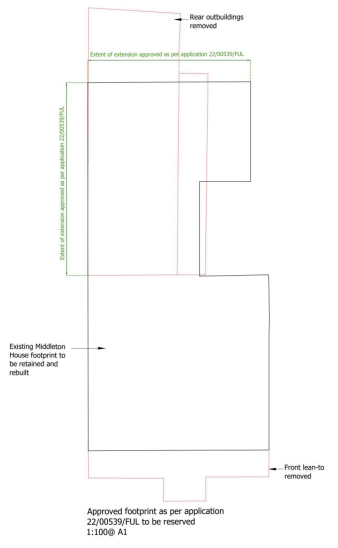 Rear outbuildings
removed
Extent of extension approved as per application 22/00539/FUL
Extent of extension approved as per application 22/00539/FUL
Existing Middleton
House footprint to
be retained and
rebuilt
Front lean-to
removed
Approved footprint as per application
22/00539/FUL to be reserved
1:100@ A1